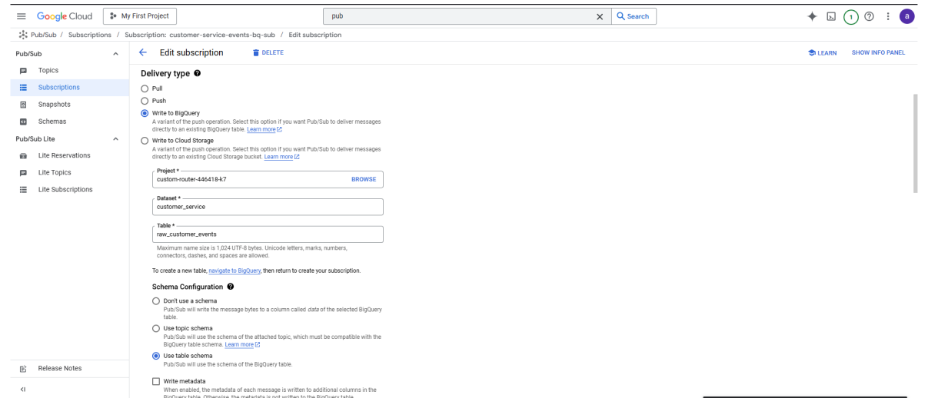 Google Cloud
My First Project
pub
Search
1
a
Pub/Sub / Subscriptions / Subscription: customer-service-events-bq-sub / Edit subscription
Pub/Sub
Topics
Subscriptions
Snapshots
Schemas
Pub/Sub Lite
Lite Reservations
Lite Topics
Lite Subscriptions
Release Notes
Edit subscription
DELETE
LEARN
SHOW INFO PANEL
Delivery type
Pull
Push
Write to BigQuery
A variant of the push operation. Select this option if you want Pub/Sub to deliver messages
directly to an existing BigQuery table. Learn more
Write to Cloud Storage
A variant of the push operation. Select this option if you want Pub/Sub to deliver messages
directly to an existing Cloud Storage bucket. Learn more
Project *
custom-router-446418-k7
BROWSE
Dataset *
customer_service
Table *
raw_customer_events
Maximum name size is 1,024 UTF-8 bytes. Unicode letters, marks, numbers,
connectors, dashes, and spaces are allowed.
To create a new table, navigate to BigQuery, then return to create your subscription.
Schema Configuration
Don't use a schema
Pub/Sub will write the message bytes to a column called data of the selected BigQuery
table.
Use topic schema
Pub/Sub will use the schema of the attached topic, which must be compatible with the
BigQuery table schema. Learn more
Use table schema
Pub/Sub will use the schema of the BigQuery table.
Write metadata
When enabled, the metadata of each message is written to additional columns in the
BigQuery table. Otherwise, the metadata is not written to the BigQuery table.